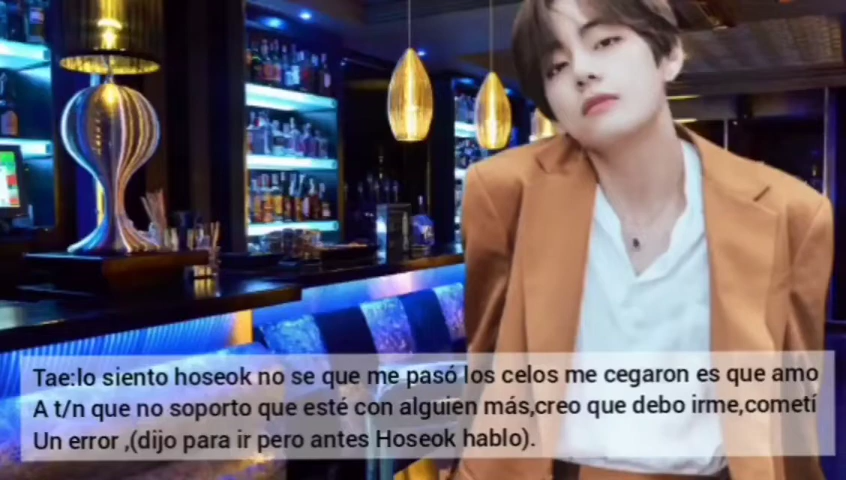 Tae:lo siento hoseok no se que me pasó los celos me cegaron es que amo
A t/n que no soporto que esté con alguien más,creo que debo irme,cometí
Un error ,(dijo para ir pero antes Hoseok hablo).